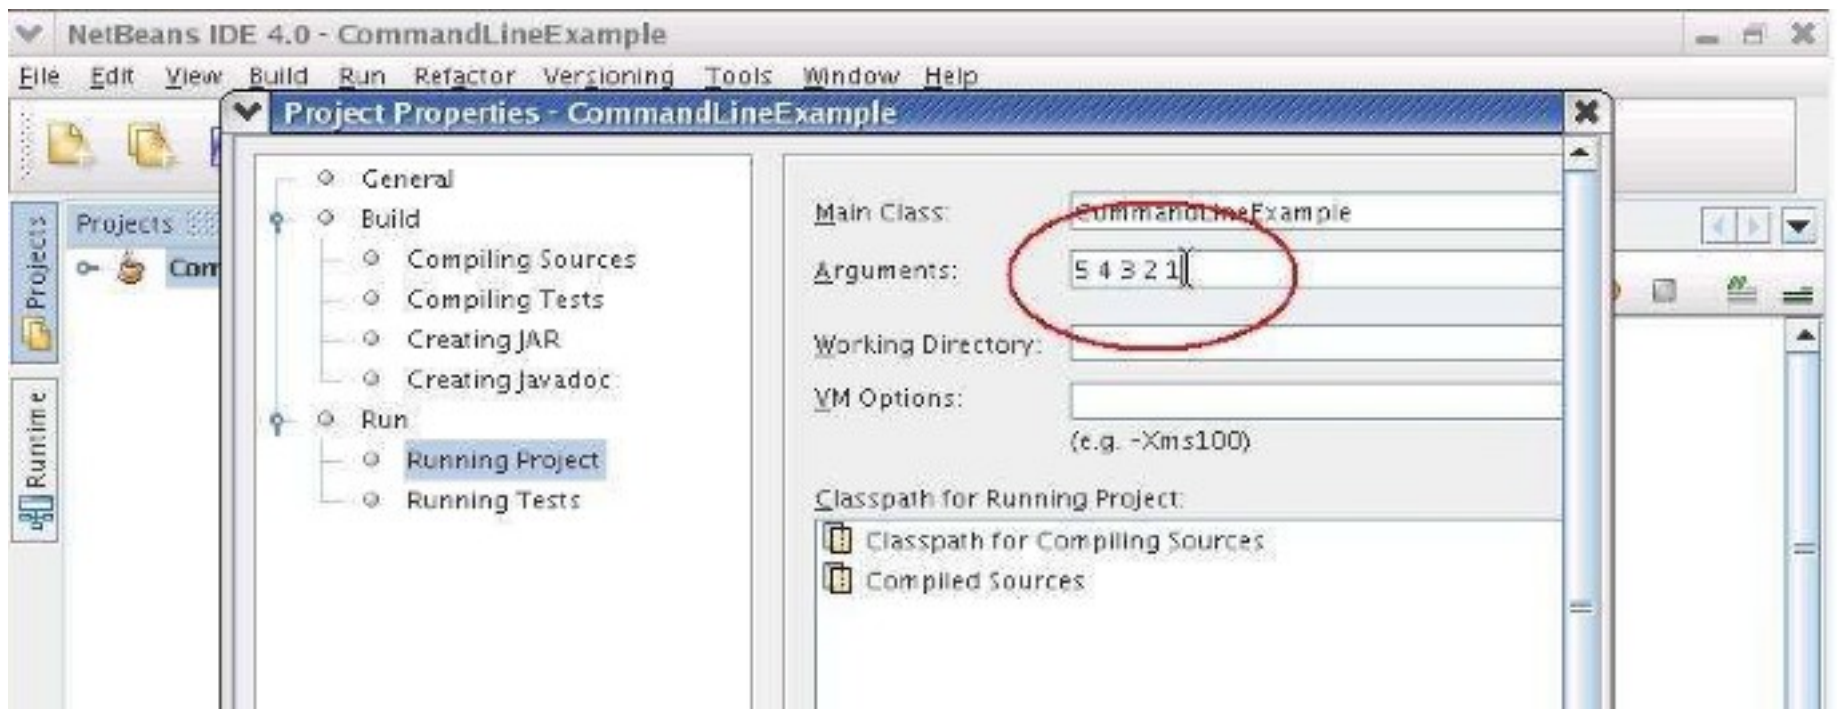 NetBeans IDE 4.0 - CommandLineExample
File Edit View Build Run Refactor Versioning Tools Window Help
Project Properties - CommandLineExample
Projects
Runtime
Projects
Com
General
Build
Compiling Sources
Compiling Tests
Creating JAR
Creating Javadoc
Run
Running Project
Running Tests
Main Class: CommandLineExample
Arguments: 5 4 3 2 1
Working Directory:
VM Options:
(e.g. -Xms100)
Classpath for Running Project:
Classpath for Compiling Sources
Compiled Sources